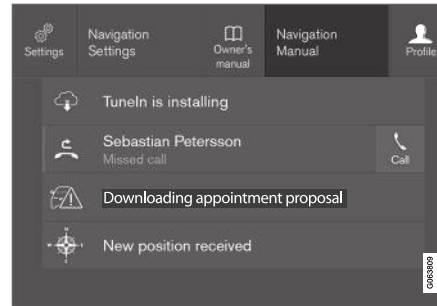 Settings
Navigation
Settings
Owner's
manual
Navigation
Manual
Profile
TuneIn is installing
Sebastian Petersson
Missed call
Call
Downloading appointment proposal
New position received
G063809